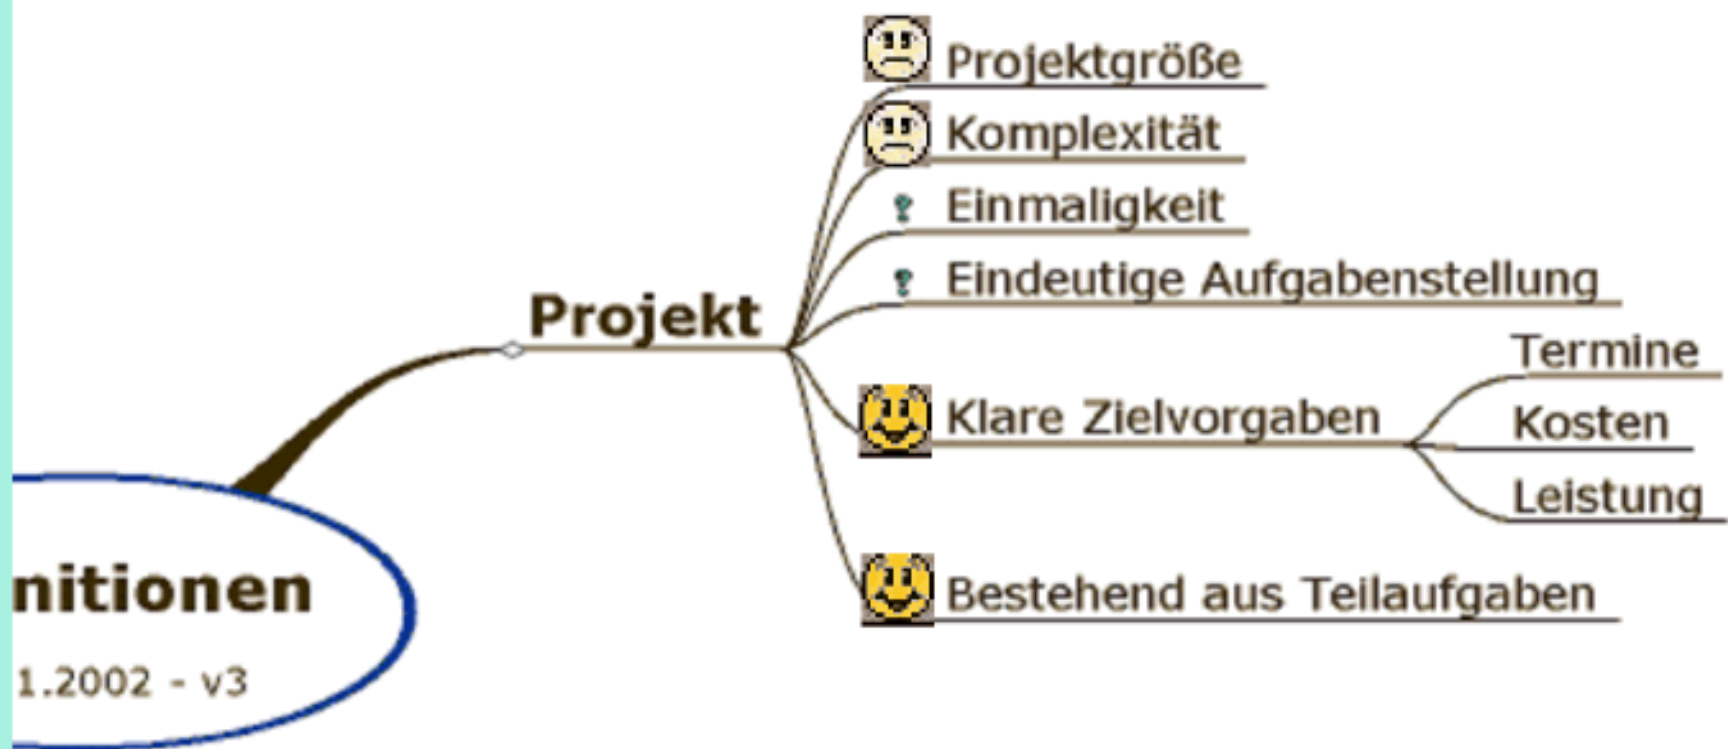 Projektgröße
Komplexität
Einmaligkeit
Eindeutige Aufgabenstellung
Projekt
Klare Zielvorgaben
Termine
Kosten
Leistung
Bestehend aus Teilaufgaben
nitionen
1.2002 - v3